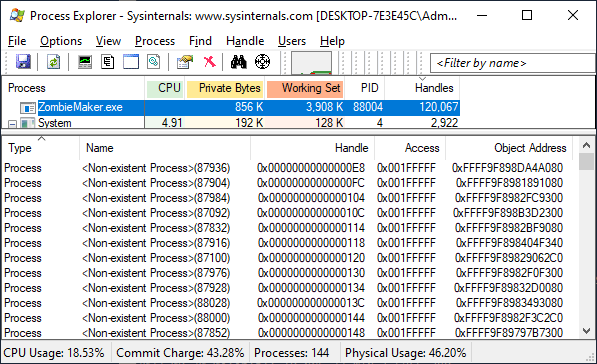 Process Explorer - Sysinternals: www.sysinternals.com [DESKTOP-7E3E45C\Adm...
File Options View Process Find Handle Users Help
<Filter by name>
Process CPU Private Bytes Working Set PID Handles
ZombieMaker.exe 856 K 3,908 K 88004 120,067
System 4.91 192 K 128 K 4 2,922
Type Name Handle Access Object Address
Process <Non-existent Process>(87936) 0x00000000000000E8 0x001FFFFF 0xFFFF9F898DA4A080
Process <Non-existent Process>(87904) 0x00000000000000FC 0x001FFFFF 0xFFFF9F8981891080
Process <Non-existent Process>(87984) 0x0000000000000104 0x001FFFFF 0xFFFF9F8982FC9300
Process <Non-existent Process>(87092) 0x000000000000010C 0x001FFFFF 0xFFFF9F898B3D2300
Process <Non-existent Process>(87832) 0x0000000000000114 0x001FFFFF 0xFFFF9F8982BF9080
Process <Non-existent Process>(87916) 0x0000000000000118 0x001FFFFF 0xFFFF9F898404F340
Process <Non-existent Process>(87100) 0x0000000000000120 0x001FFFFF 0xFFFF9F89829062C0
Process <Non-existent Process>(87976) 0x0000000000000130 0x001FFFFF 0xFFFF9F8982F0F300
Process <Non-existent Process>(87928) 0x0000000000000134 0x001FFFFF 0xFFFF9F89832D0080
Process <Non-existent Process>(88028) 0x000000000000013C 0x001FFFFF 0xFFFF9F8983493080
Process <Non-existent Process>(88000) 0x0000000000000144 0x001FFFFF 0xFFFF9F8982F3C2C0
Process <Non-existent Process>(87852) 0x0000000000000148 0x001FFFFF 0xFFFF9F89797B7300
CPU Usage: 18.53% Commit Charge: 43.28% Processes: 144 Physical Usage: 46.20%